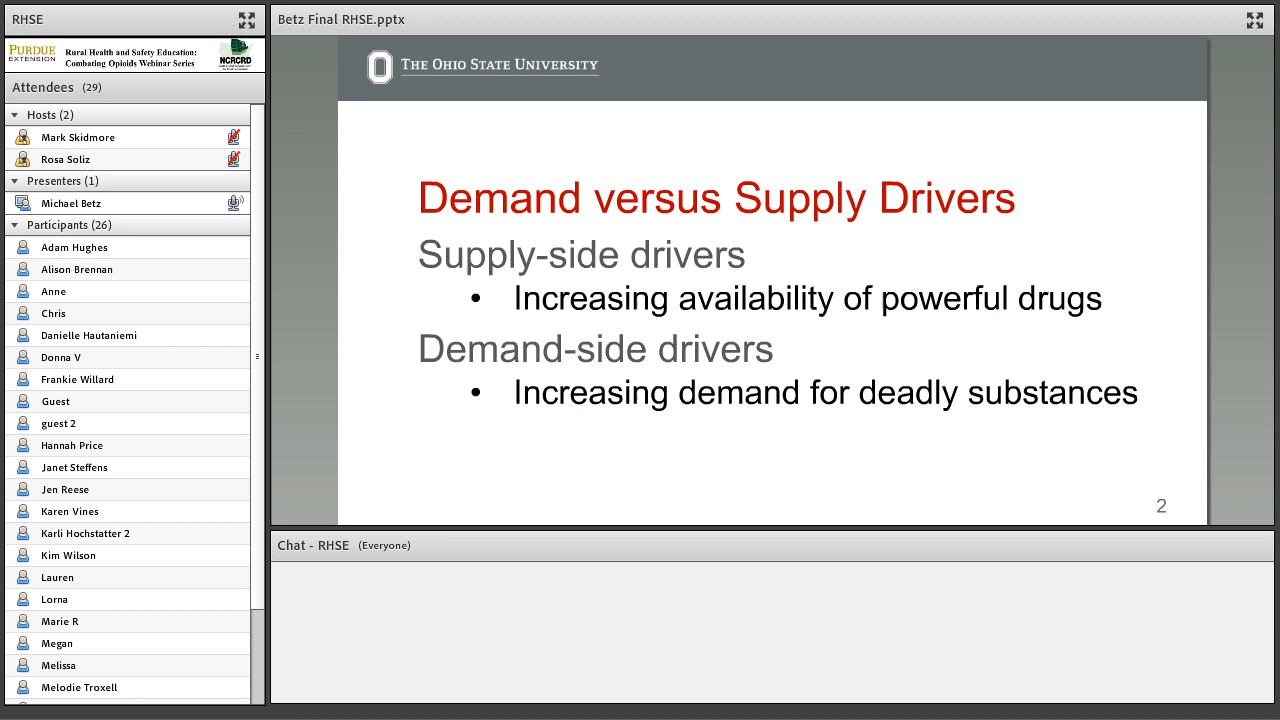 RHSE
PURDUE
EXTENSION
Rural Health and Safety Education:
Combating Opioids Webinar Series
NCRCRD
Attendees (29)
Hosts (2)
Mark Skidmore
Rosa Soliz
Presenters (1)
Michael Betz
Participants (26)
Adam Hughes
Alison Brennan
Anne
Chris
Danielle Hautaniemi
Donna V
Frankie Willard
Guest
guest 2
Hannah Price
Janet Steffens
Jen Reese
Karen Vines
Karli Hochstatter 2
Kim Wilson
Lauren
Lorna
Marie R
Megan
Melissa
Melodie Troxell
Betz Final RHSE.pptx
THE OHIO STATE UNIVERSITY
Demand versus Supply Drivers
Supply-side drivers
• Increasing availability of powerful drugs
Demand-side drivers
• Increasing demand for deadly substances
2
Chat - RHSE (Everyone)